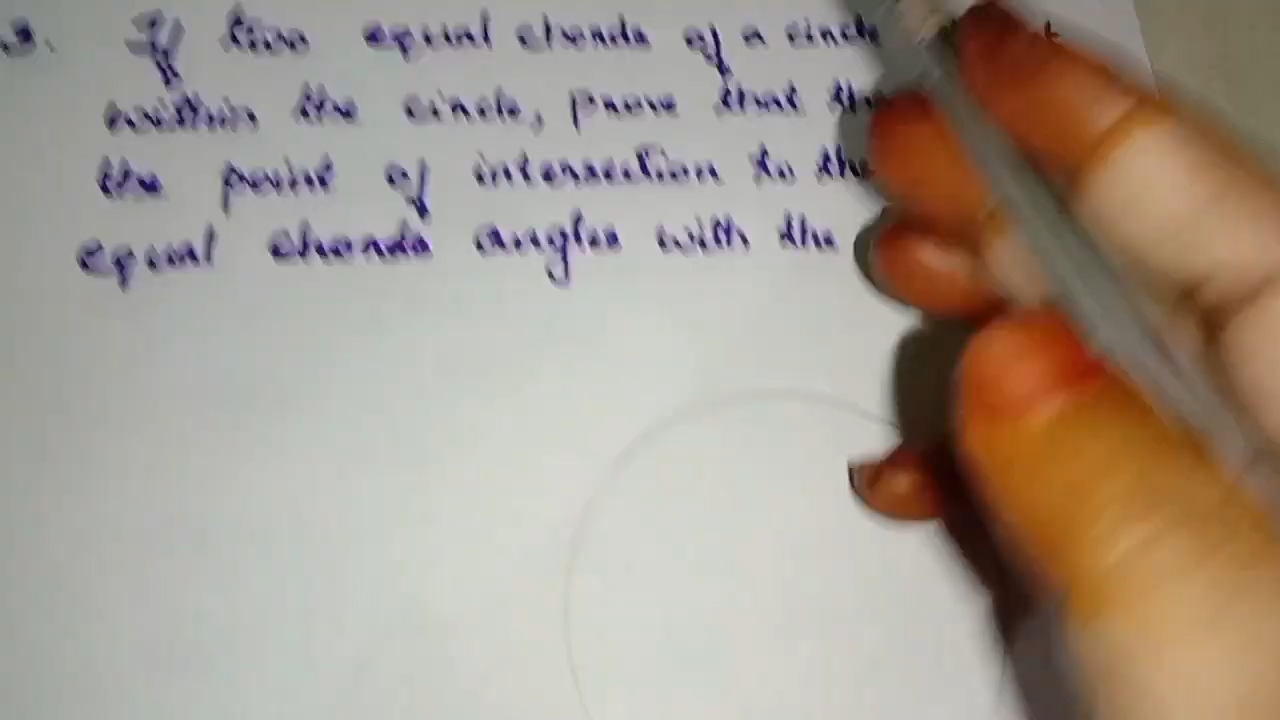 3. If two equal chords of a circle
within the circle, prove that the
the point of intersection to the
equal chords angles with the